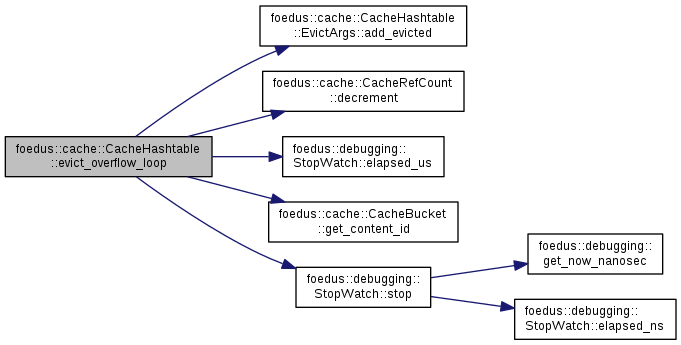 foedus::cache::CacheHashtable
::EvictArgs::add_evicted
foedus::cache::CacheRefCount
::decrement
foedus::cache::CacheHashtable
::evict_overflow_loop
foedus::debugging::
StopWatch::elapsed_us
foedus::cache::CacheBucket
::get_content_id
foedus::debugging::
StopWatch::stop
foedus::debugging::
get_now_nanosec
foedus::debugging::
StopWatch::elapsed_ns